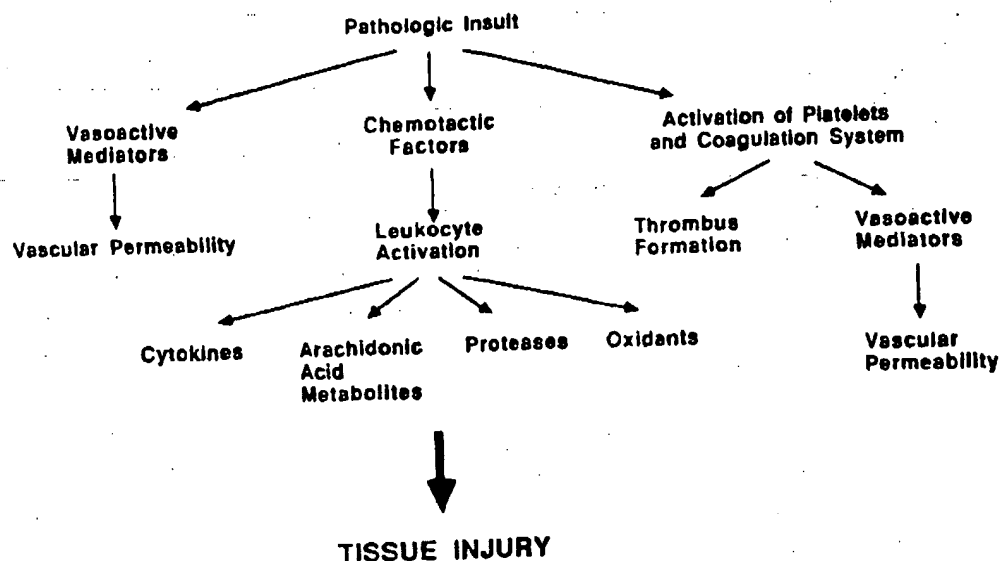 Pathologic Insult
Vasoactive
Mediators
Chemotactic
Factors
Activation of Platelets
and Coagulation System
Vascular Permeability
Leukocyte
Activation
Thrombus
Formation
Vasoactive
Mediators
Cytokines
Arachidonic
Acid
Metabolites
Proteases
Oxidants
Vascular
Permeability
TISSUE INJURY